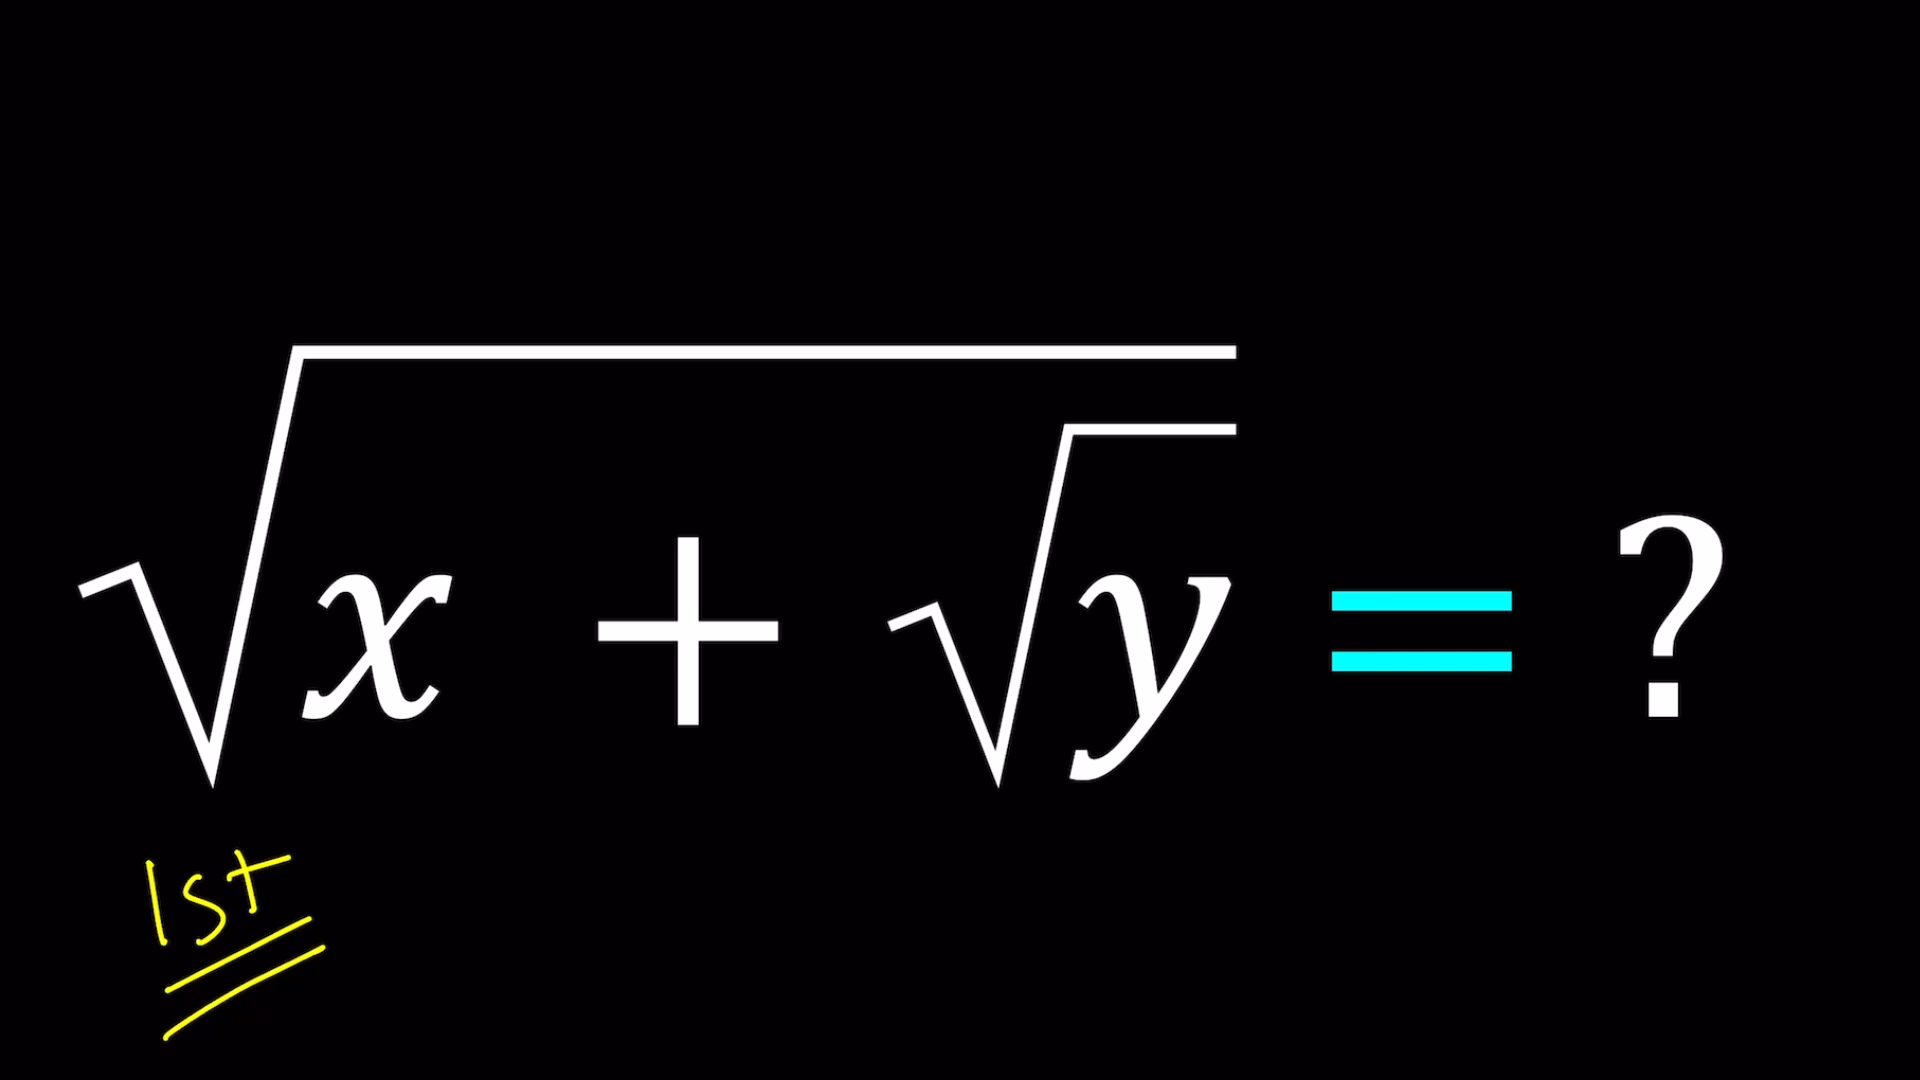 √(x + √y) = ?
1st